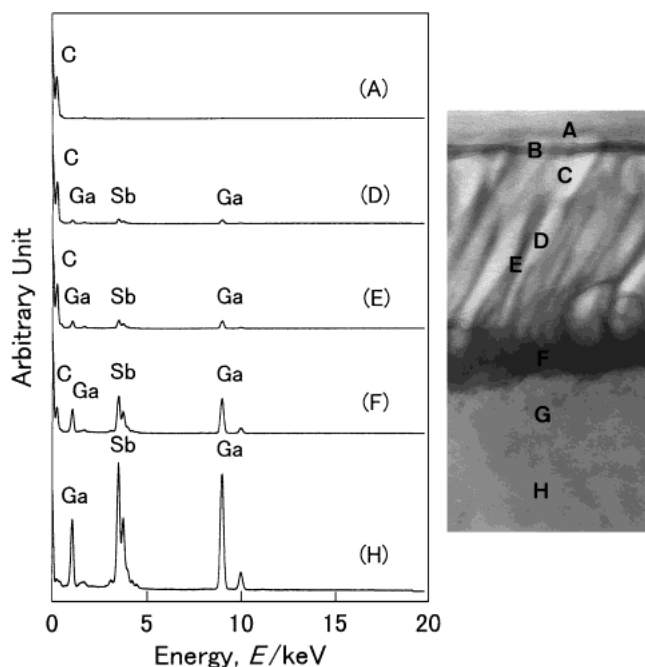 Arbitrary Unit
C
(A)
C
Ga Sb Ga
(D)
C
Ga Sb Ga
(E)
C Ga Sb Ga
(F)
Ga Sb Ga
(H)
0 5 10 15 20
Energy, E/keV
A
B
C
D
E
F
G
H